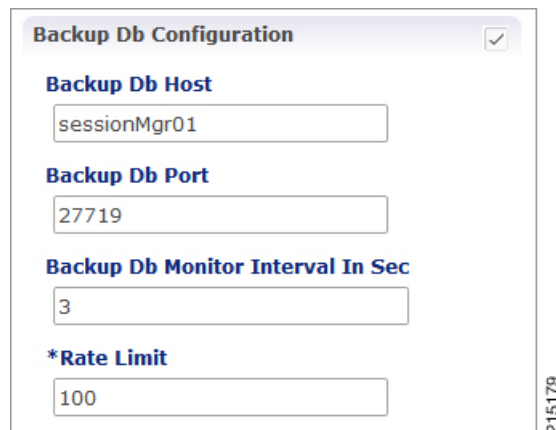 Backup Db Configuration
Backup Db Host
sessionMgr01
Backup Db Port
27719
Backup Db Monitor Interval In Sec
3
*Rate Limit
100
215179